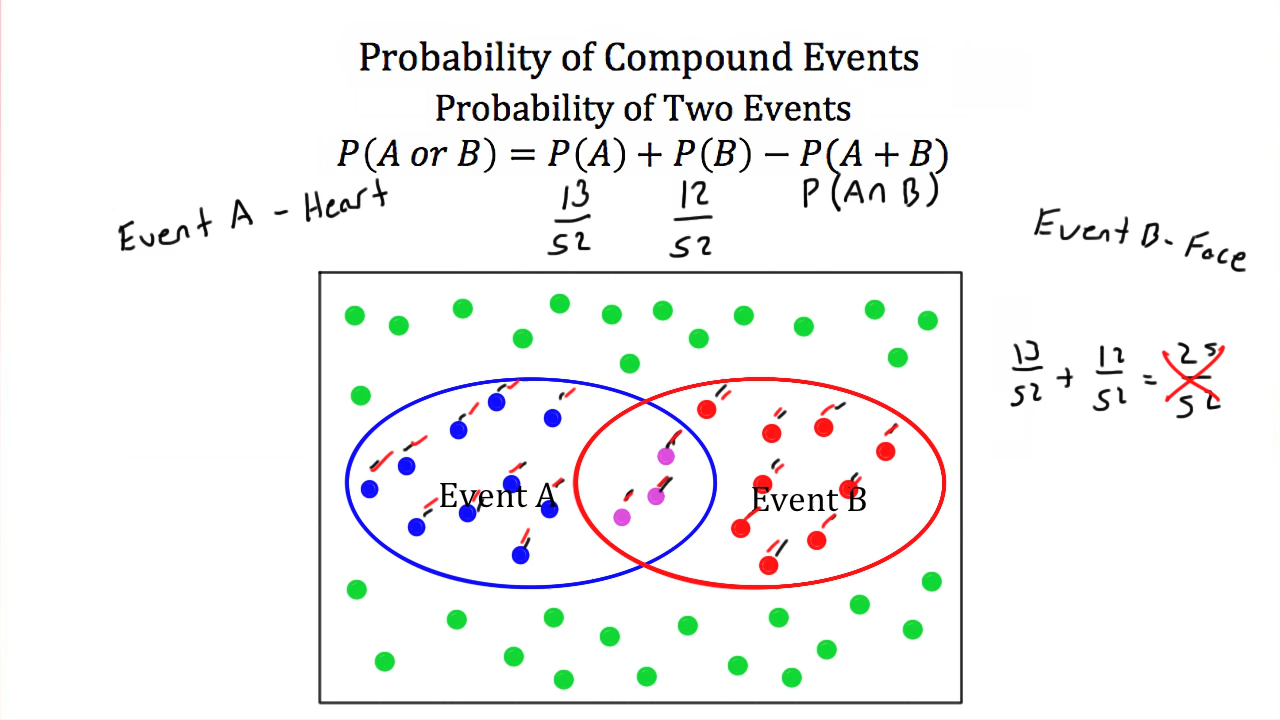 Probability of Compound Events
Probability of Two Events
P(A or B) = P(A) + P(B) − P(A + B)
Event A - Heart
13/52
12/52
P(A∩B)
Event B - Face
13/52 + 12/52 = 25/52
Event A
Event B